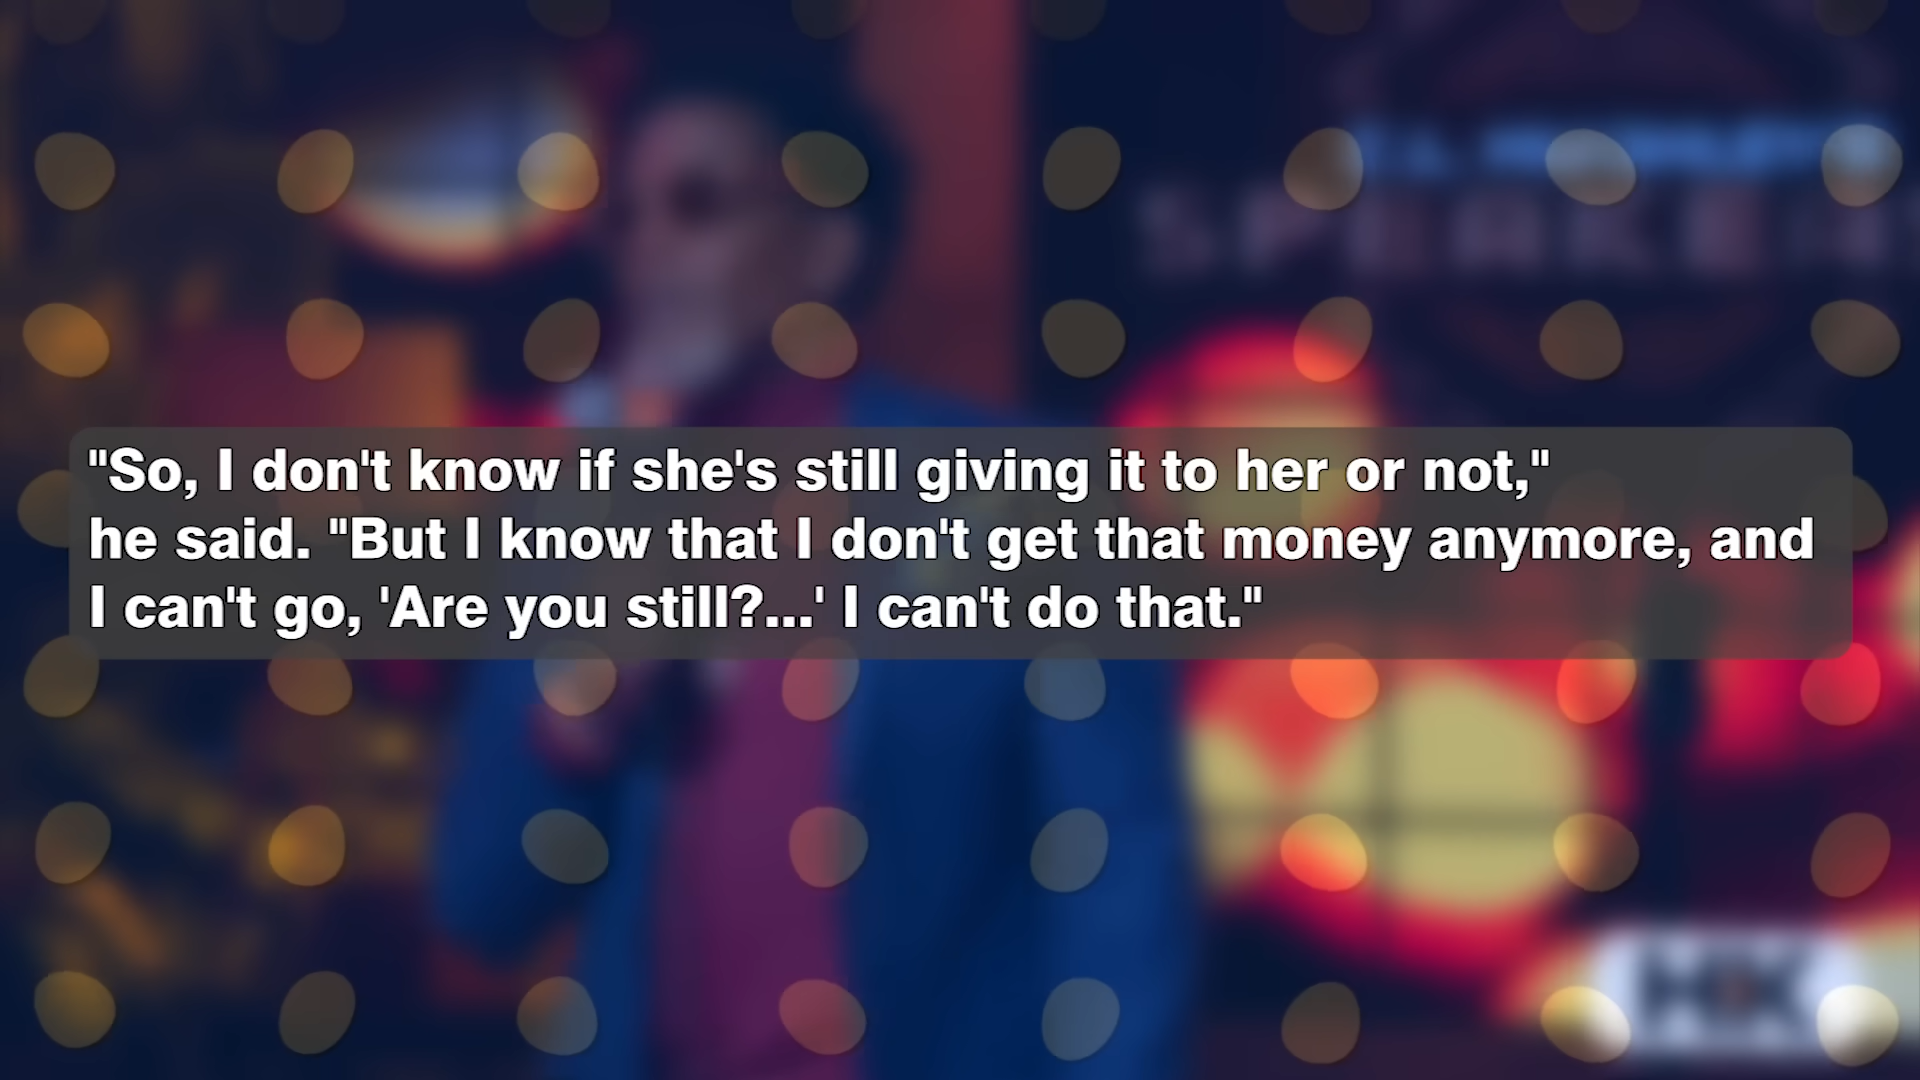 "So, I don't know if she's still giving it to her or not,"
he said. "But I know that I don't get that money anymore, and
I can't go, 'Are you still?...' I can't do that."
SPEAKE